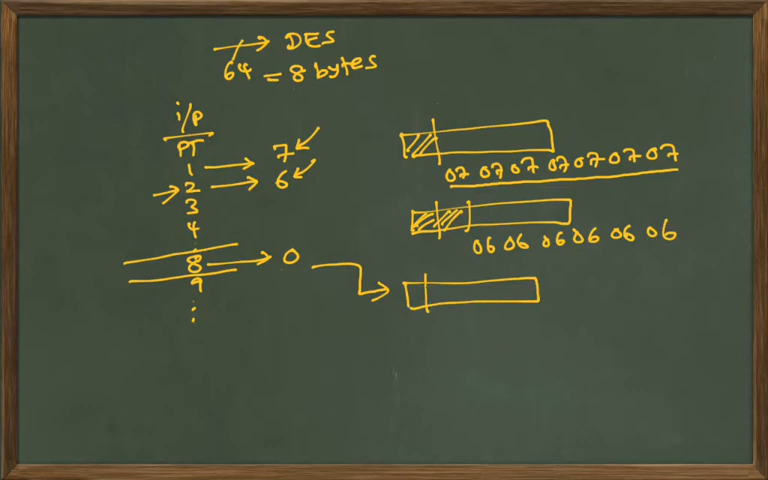 DES
64 = 8 bytes
i/p
PT
1 → 7
07 07 07 07 07 07 07
2 → 6
3
4
06 06 06 06 06 06
8 → 0
9
: